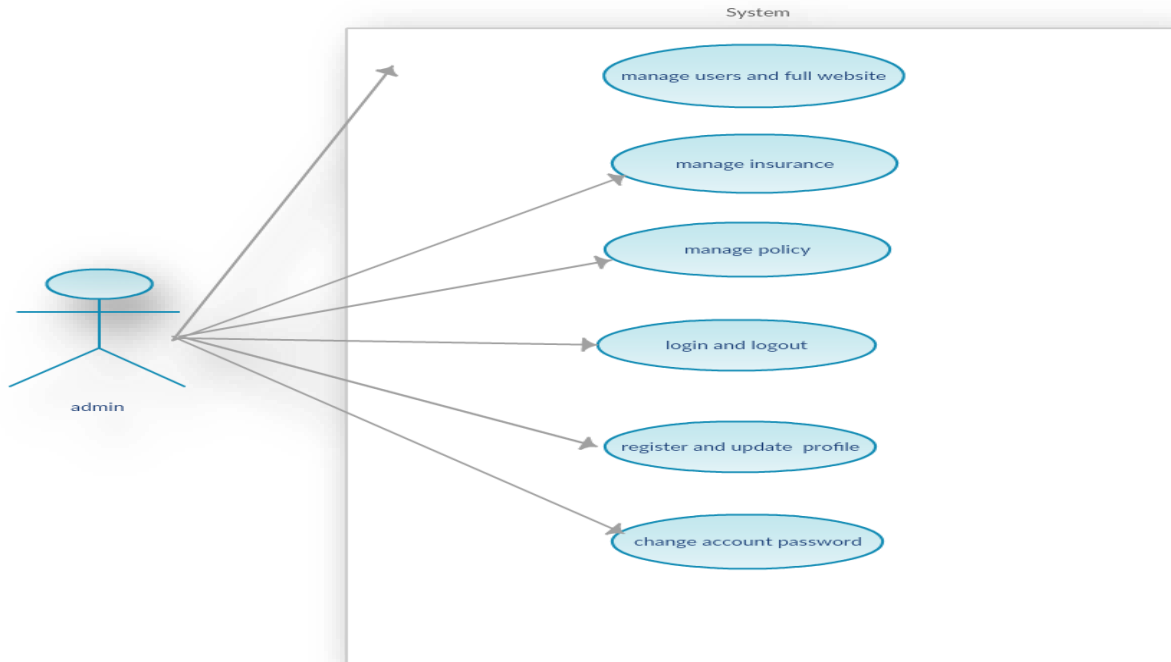 System
manage users and full website
manage insurance
manage policy
login and logout
admin
register and update  profile
change account password